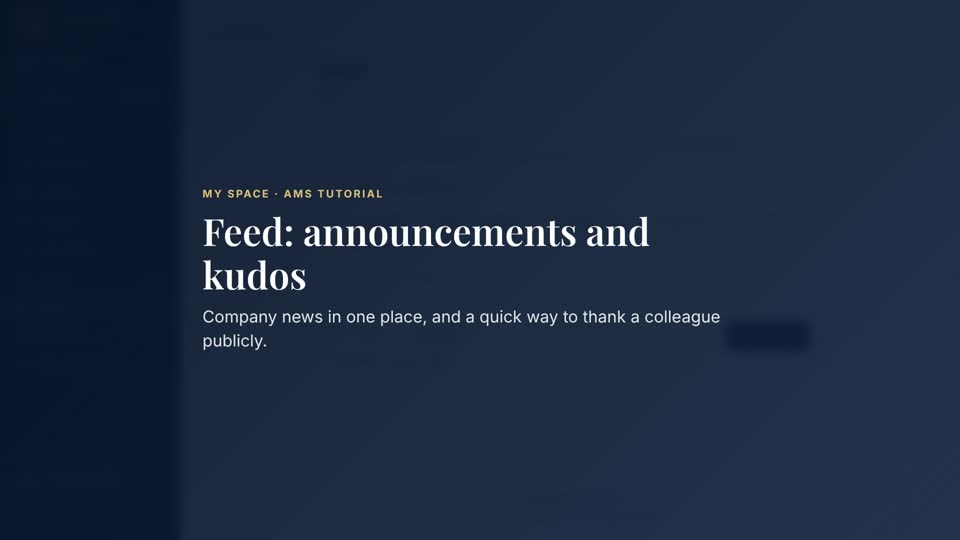 MY SPACE · AMS TUTORIAL
Feed: announcements and
kudos
Company news in one place, and a quick way to thank a colleague
publicly.